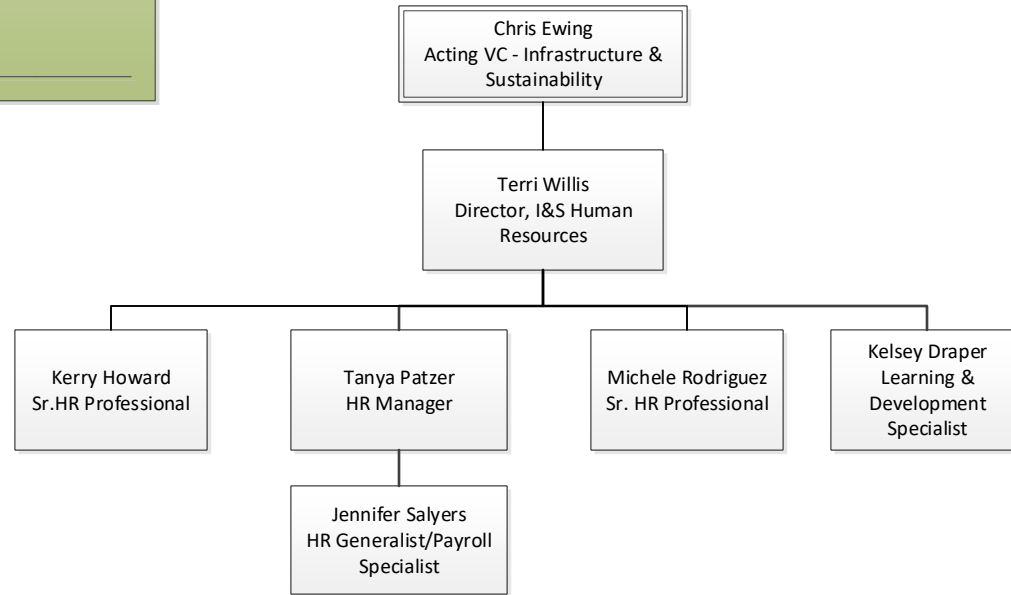 Chris Ewing
Acting VC - Infrastructure &
Sustainability
Terri Willis
Director, I&S Human
Resources
Kerry Howard
Sr.HR Professional
Tanya Patzer
HR Manager
Michele Rodriguez
Sr. HR Professional
Kelsey Draper
Learning &
Development
Specialist
Jennifer Salyers
HR Generalist/Payroll
Specialist